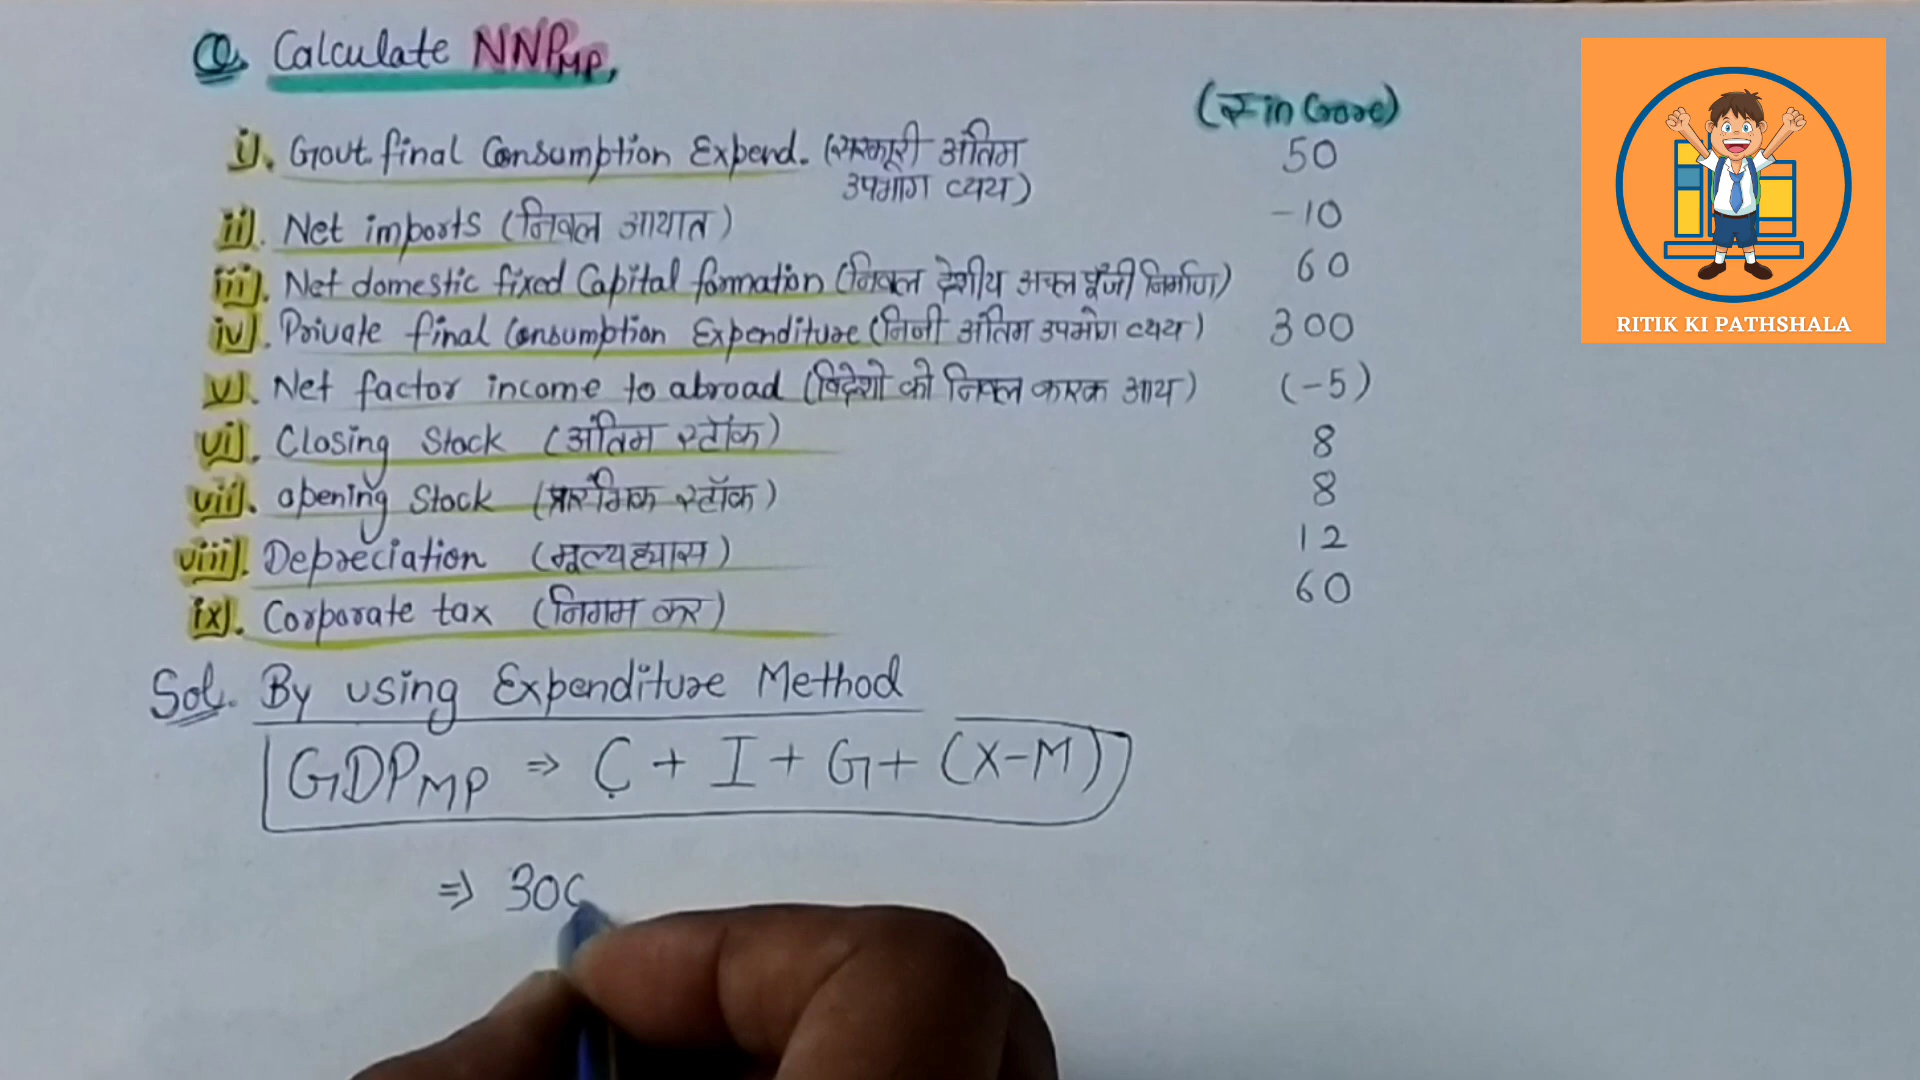 Q. Calculate NNPMP,
(₹ in Crore)
i). Govt. final Consumption Expend. (सरकारी अंतिम उपभोग व्यय) 50
ii). Net imports (निवल आयात) -10
iii). Net domestic fixed Capital formation (निवल देशीय अचल पूँजी निर्माण) 60
iv). Private final Consumption Expenditure (निजी अंतिम उपभोग व्यय) 300
v). Net factor income to abroad (विदेशो को निवल कारक आय) (-5)
vi). Closing Stock (अंतिम स्टॉक) 8
vii). opening Stock (प्रारंभिक स्टॉक) 8
viii). Depreciation (मूल्यह्यास) 12
ix). Corporate tax (निगम कर) 60
Sol. By using Expenditure Method
GDPMP ⇒ C + I + G + (X-M)
⇒ 300
RITIK KI PATHSHALA